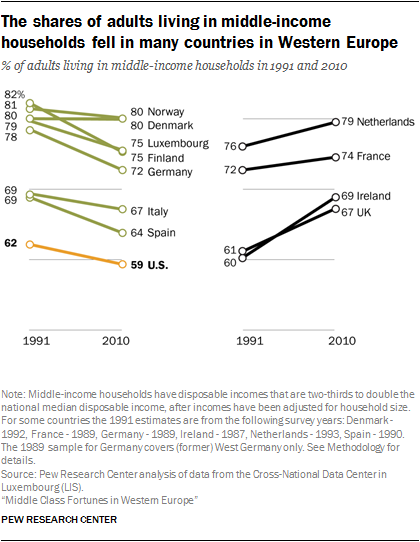 The shares of adults living in middle-income
households fell in many countries in Western Europe
% of adults living in middle-income households in 1991 and 2010
82%
81
80
79
78
80 Norway
80 Denmark
75 Luxembourg
75 Finland
72 Germany
69
69
67 Italy
64 Spain
62
59 U.S.
1991 2010
76
79 Netherlands
72
74 France
69 Ireland
67 UK
61
60
1991 2010
Note: Middle-income households have disposable incomes that are two-thirds to double the
national median disposable income, after incomes have been adjusted for household size.
For some countries the 1991 estimates are from the following survey years: Denmark -
1992, France - 1989, Germany - 1989, Ireland - 1987, Netherlands - 1993, Spain - 1990.
The 1989 sample for Germany covers (former) West Germany only. See Methodology for
details.
Source: Pew Research Center analysis of data from the Cross-National Data Center in
Luxembourg (LIS).
“Middle Class Fortunes in Western Europe”
PEW RESEARCH CENTER